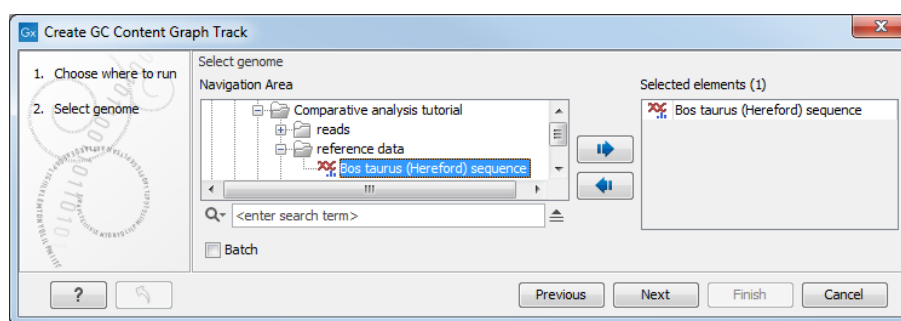 Gx Create GC Content Graph Track
1. Choose where to run
2. Select genome
Select genome
Navigation Area
Comparative analysis tutorial
reads
reference data
Bos taurus (Hereford) sequence
<enter search term>
Batch
Selected elements (1)
Bos taurus (Hereford) sequence
?
Previous
Next
Finish
Cancel